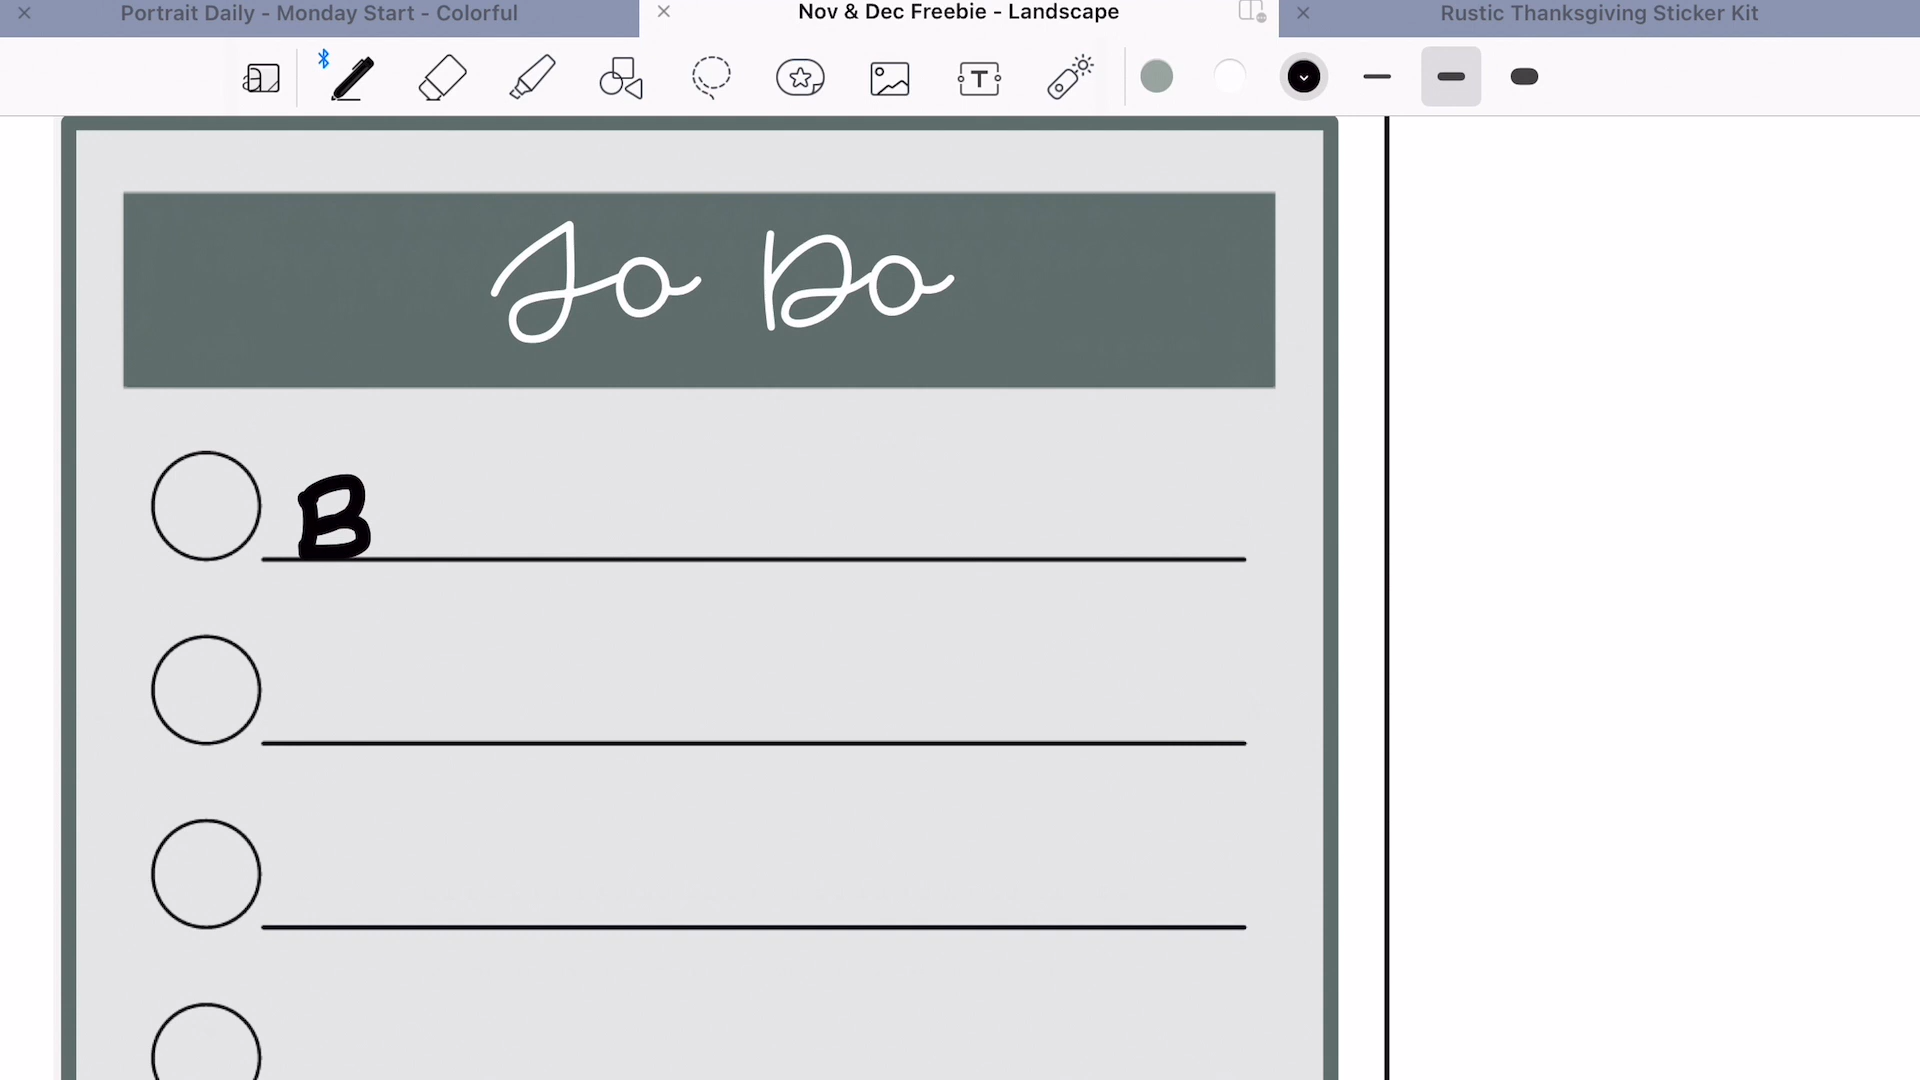 Portrait Daily - Monday Start - Colorful
Nov & Dec Freebie - Landscape
Rustic Thanksgiving Sticker Kit
To Do
B